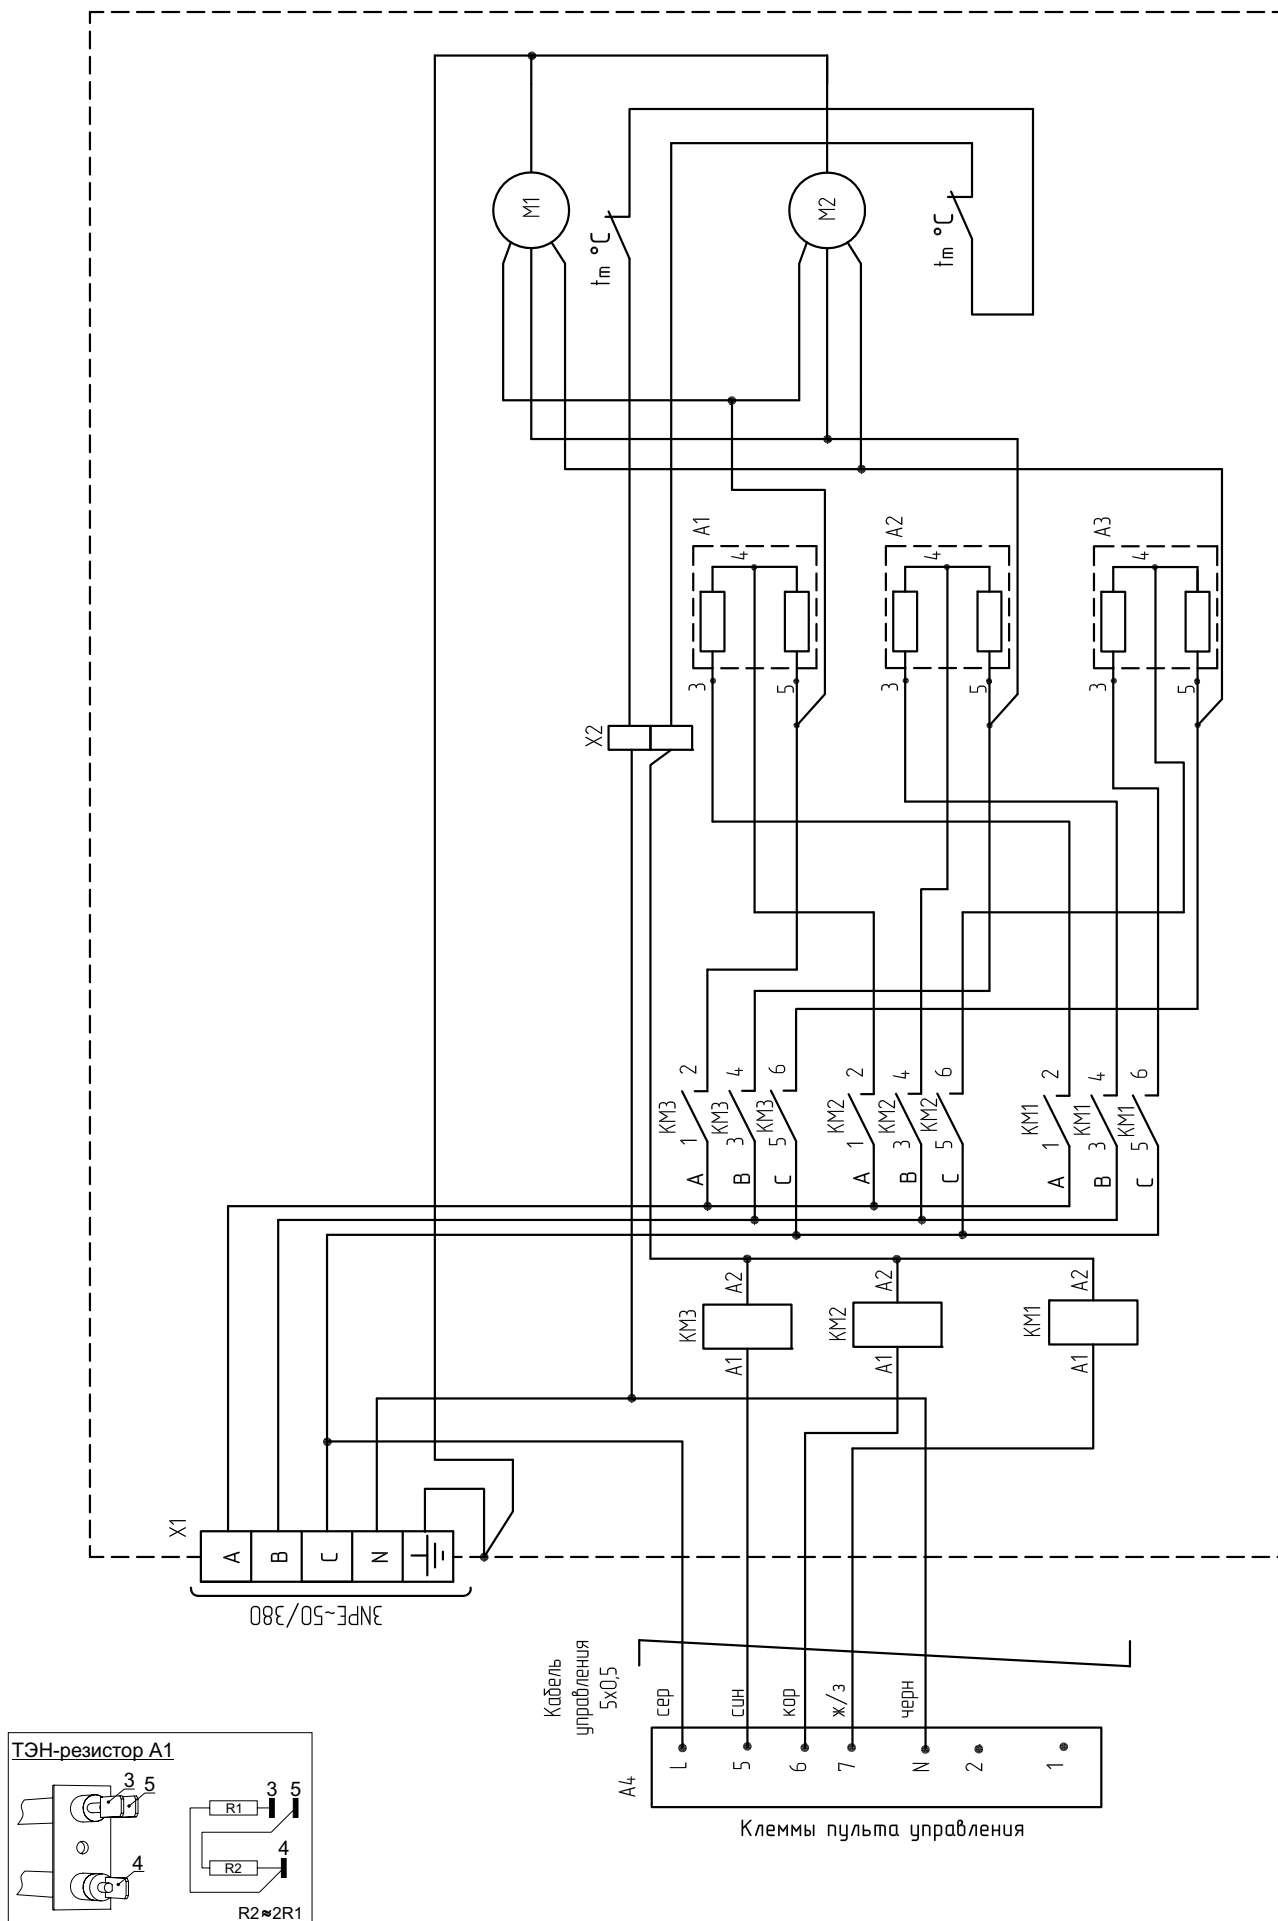 M1
tm °C
M2
tm °C
A1
4
3
5
A2
4
3
5
A3
4
3
5
X2
KM3
1
2
KM3
3
4
KM3
5
6
KM2
1
2
KM2
3
4
KM2
5
6
KM1
1
2
KM1
3
4
KM1
5
6
A
B
C
A
B
C
A
B
C
KM3
A2
A1
KM2
A2
A1
KM1
A2
A1
X1
A
B
C
N
3NPE~50/380
Кабель
управления
5x0,5
сер
син
кор
ж/з
черн
A4
L
5
6
7
N
2
1
Клеммы пульта управления
ТЭН-резистор А1
3
5
4
R1
3
5
R2
4
R2≈2R1